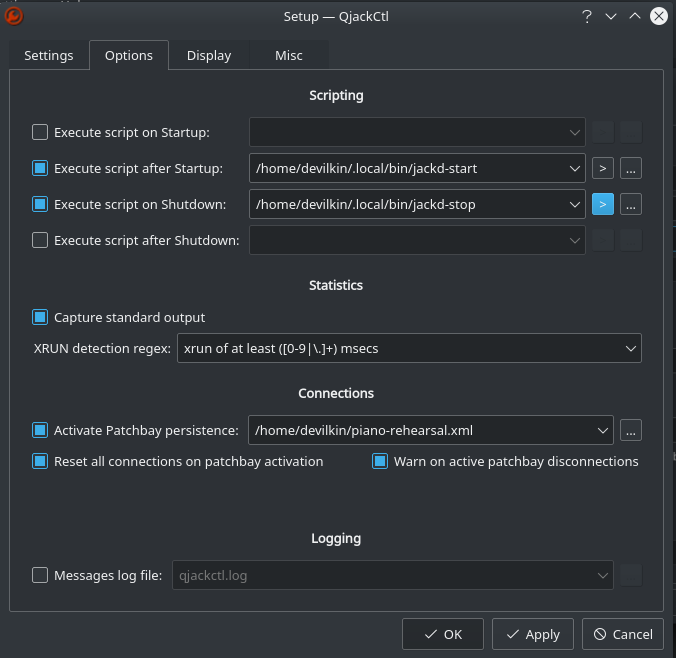 Setup — QjackCtl
?
Settings Options Display Misc
Scripting
Execute script on Startup:
Execute script after Startup: /home/devilkin/.local/bin/jackd-start > ...
Execute script on Shutdown: /home/devilkin/.local/bin/jackd-stop > ...
Execute script after Shutdown:
Statistics
Capture standard output
XRUN detection regex: xrun of at least ([0-9|\.]+) msecs
Connections
Activate Patchbay persistence: /home/devilkin/piano-rehearsal.xml ...
Reset all connections on patchbay activation Warn on active patchbay disconnections
Logging
Messages log file: qjackctl.log
OK Apply Cancel